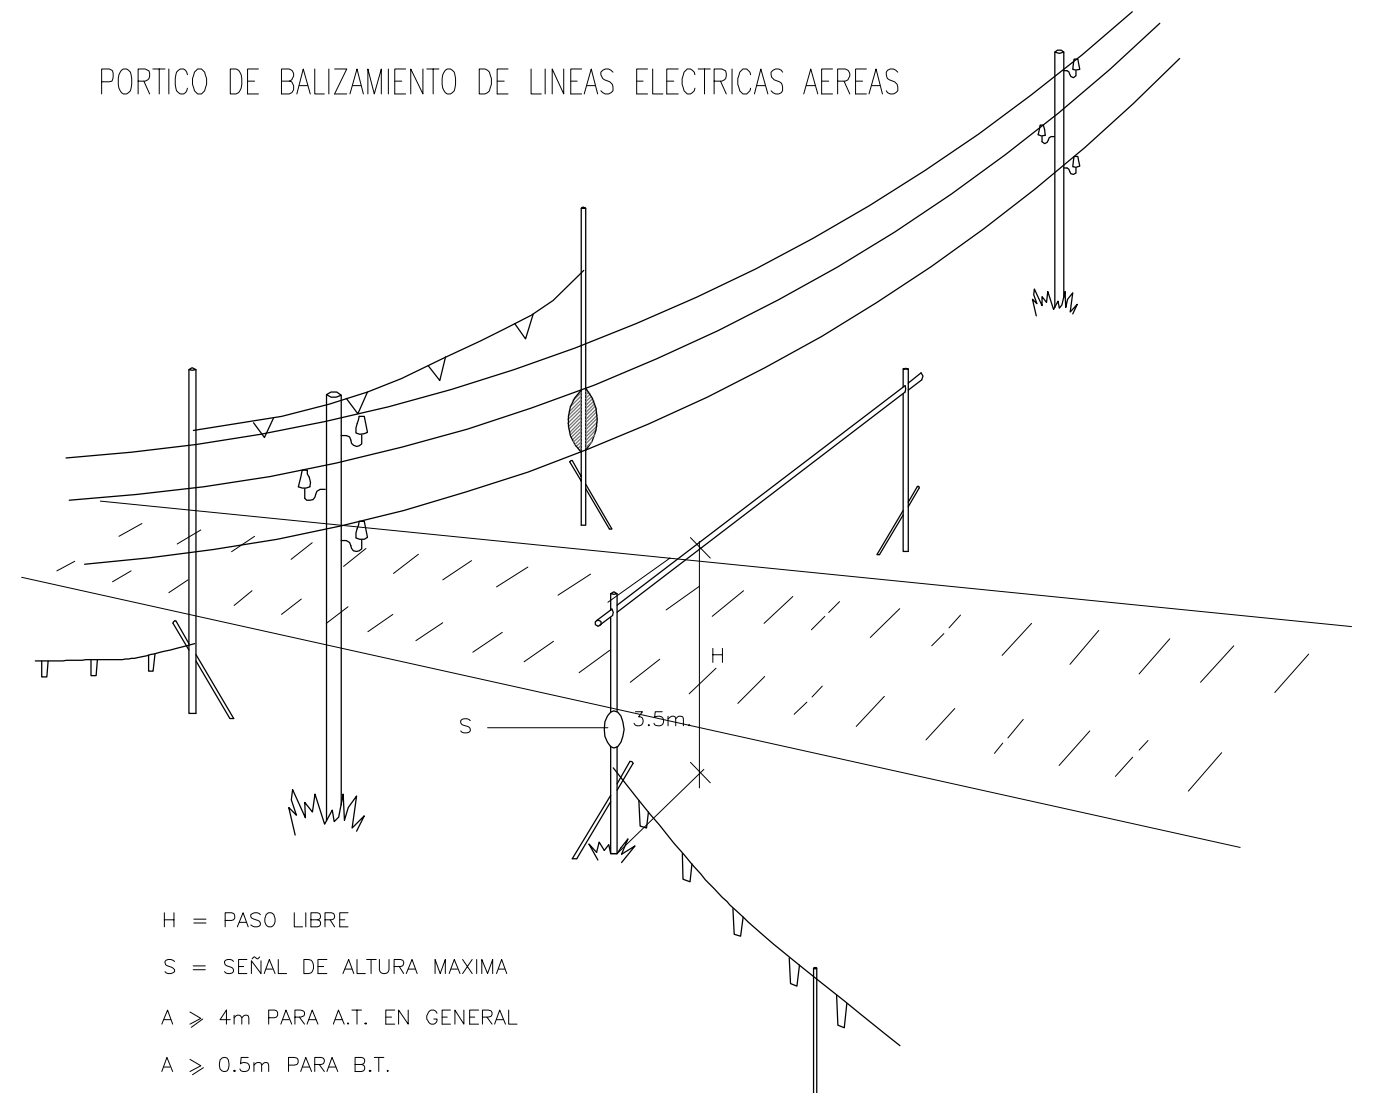 PORTICO DE BALIZAMIENTO DE LINEAS ELECTRICAS AEREAS
H
3.5m.
S
H = PASO LIBRE
S = SEÑAL DE ALTURA MAXIMA
A ⩾ 4m PARA A.T. EN GENERAL
A ⩾ 0.5m PARA B.T.